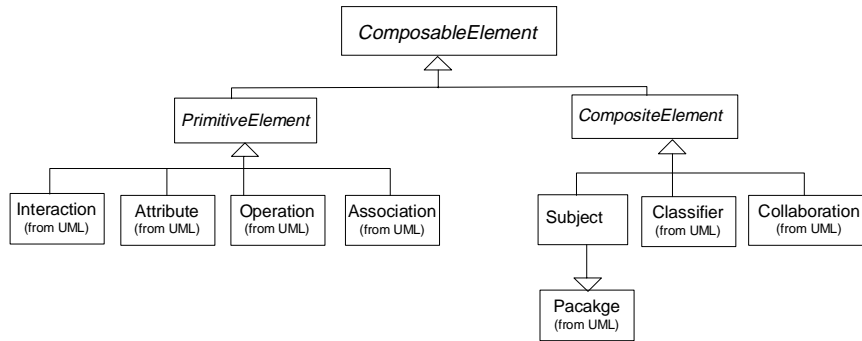 ComposableElement
PrimitiveElement
CompositeElement
Interaction
(from UML)
Attribute
(from UML)
Operation
(from UML)
Association
(from UML)
Subject
Classifier
(from UML)
Collaboration
(from UML)
Pacakge
(from UML)